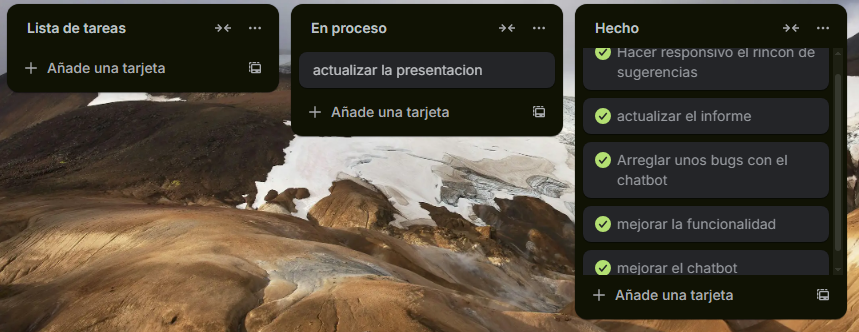 Lista de tareas
Añade una tarjeta
En proceso
actualizar la presentacion
Añade una tarjeta
Hecho
Hacer responsivo el rincon de
sugerencias
actualizar el informe
Arreglar unos bugs con el
chatbot
mejorar la funcionalidad
mejorar el chatbot
Añade una tarjeta